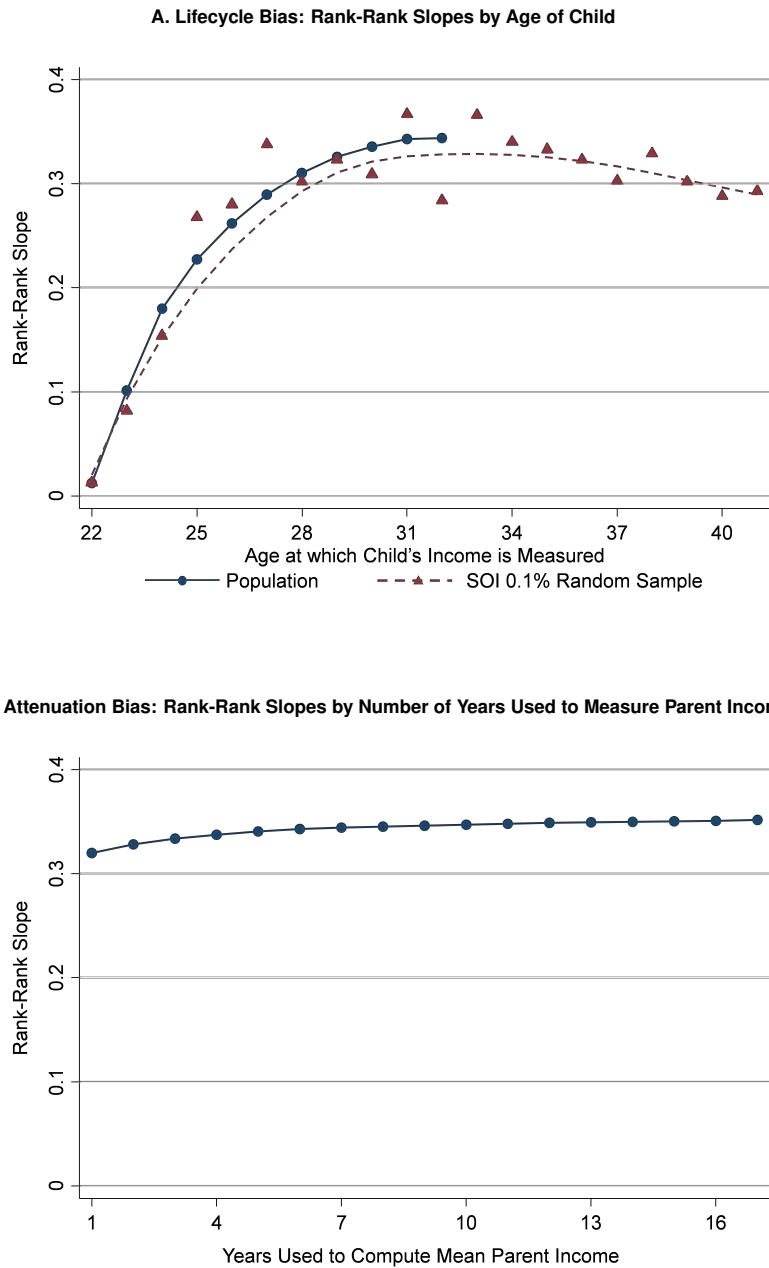 A. Lifecycle Bias: Rank-Rank Slopes by Age of Child
Rank-Rank Slope
0.4
0.3
0.2
0.1
0
22 25 28 31 34 37 40
Age at which Child's Income is Measured
Population SOI 0.1% Random Sample
Attenuation Bias: Rank-Rank Slopes by Number of Years Used to Measure Parent
Rank-Rank Slope
0.4
0.3
0.2
0.1
0
1 4 7 10 13 16
Years Used to Compute Mean Parent Income